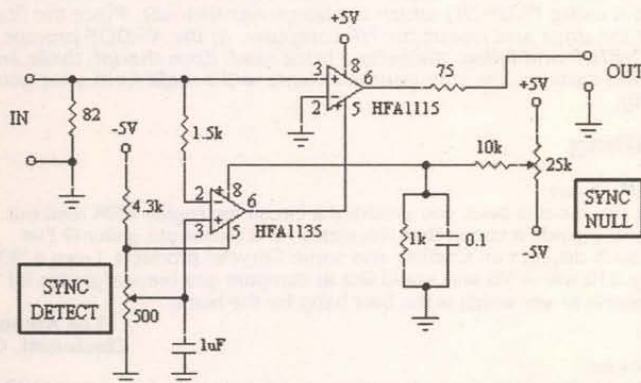 +5V
3
8
6
75
2
5
HFA1115
OUT
IN
82
-5V
1.5k
+5V
10k
25k
4.3k
2
8
6
3
5
HFA1135
SYNC
NULL
-5V
1k
0.1
SYNC
DETECT
500
1uF